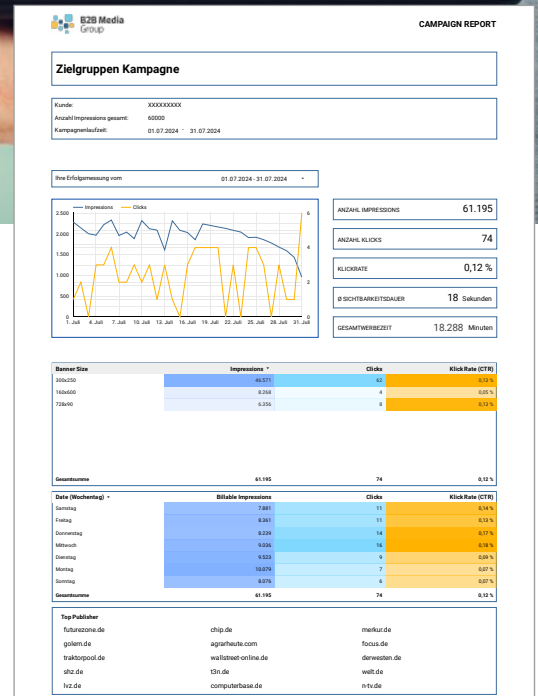 B2B Media
Group
CAMPAIGN REPORT
Zielgruppen Kampagne
Kunde: XXXXXXXXX
Anzahl Impressions gesamt: 60000
Kampagnenlaufzeit: 01.07.2024 - 31.07.2024
Ihre Erfolgsmessung vom 01.07.2024 - 31.07.2024
Impressions Clicks
2.500 6
2.000
4
1.500
1.000
2
500
0 0
1. Juli 4. Juli 7. Juli 10. Juli 13. Juli 16. Juli 19. Juli 22. Juli 25. Juli 28. Juli 31. Juli
ANZAHL IMPRESSIONS 61.195
ANZAHL KLICKS 74
KLICKRATE 0,12 %
Ø SICHTBARKEITSDAUER 18 Sekunden
GESAMTWERBEZEIT 18.288 Minuten
Banner Size Impressions Clicks Klick Rate (CTR)
300x250 46.571 62 0,13 %
160x600 8.268 4 0,05 %
728x90 6.356 8 0,13 %
Gesamtsumme 61.195 74 0,12 %
Date (Wochentag) Billable Impressions Clicks Klick Rate (CTR)
Samstag 7.881 11 0,14 %
Freitag 8.361 11 0,13 %
Donnerstag 8.239 14 0,17 %
Mittwoch 9.036 16 0,18 %
Dienstag 9.523 9 0,09 %
Montag 10.079 7 0,07 %
Sonntag 8.076 6 0,07 %
Gesamtsumme 61.195 74 0,12 %
Top Publisher
futurezone.de chip.de merkur.de
golem.de agrarheute.com focus.de
traktorpool.de wallstreet-online.de derwesten.de
shz.de t3n.de welt.de
lvz.de computerbase.de n-tv.de